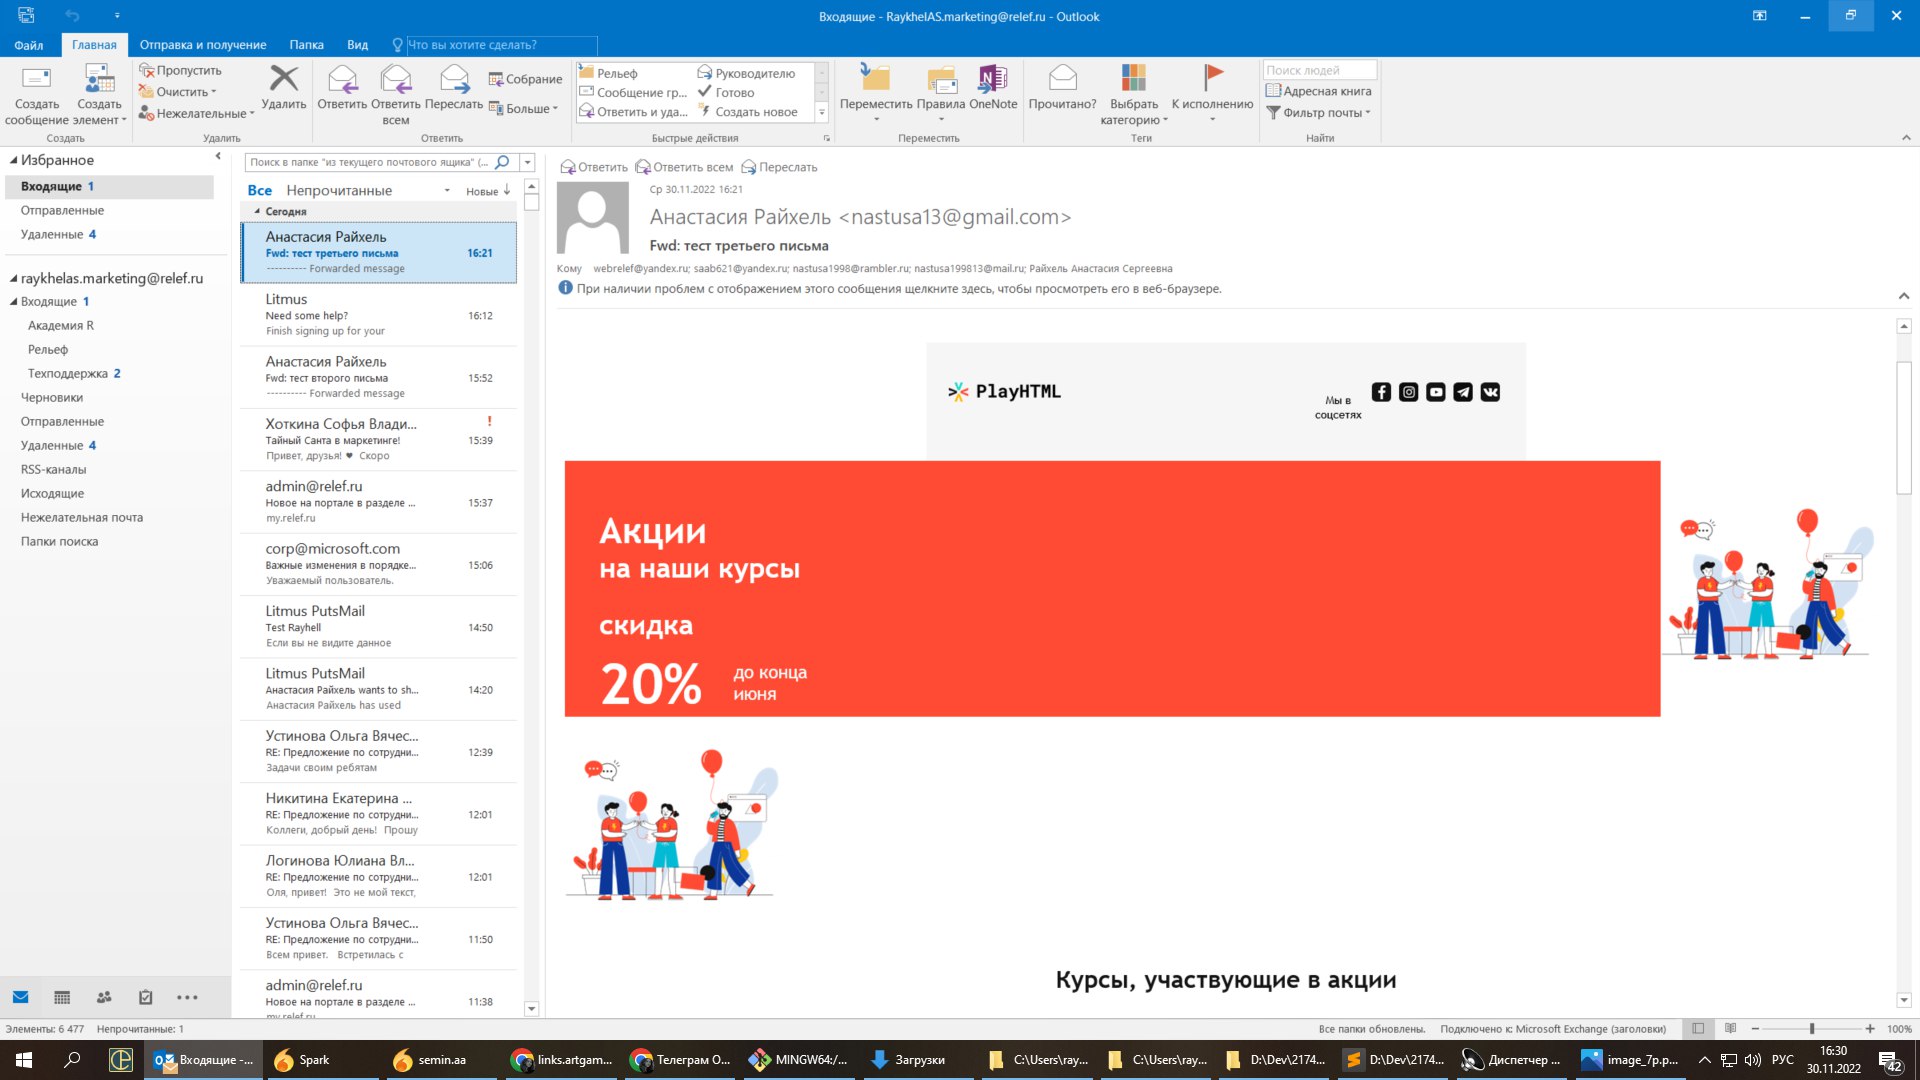 Входящие - RaykhelAS.marketing@relef.ru - Outlook
Файл
Главная
Отправка и получение
Папка
Вид
Что вы хотите сделать?
Создать сообщение
Создать элемент
Создать
Пропустить
Очистить
Нежелательные
Удалить
Удалить
Ответить
Ответить всем
Переслать
Собрание
Больше
Ответить
Рельеф
Сообщение гр...
Ответить и уда...
Руководителю
Готово
Создать новое
Быстрые действия
Переместить
Правила
OneNote
Переместить
Прочитано?
Выбрать категорию
К исполнению
Теги
Поиск людей
Адресная книга
Фильтр почты
Найти
Избранное
Входящие 1
Отправленные
Удаленные 4
raykhelas.marketing@relef.ru
Входящие 1
Академия R
Рельеф
Техподдержка 2
Черновики
Отправленные
Удаленные 4
RSS-каналы
Исходящие
Нежелательная почта
Папки поиска
Поиск в папке "из текущего почтового ящика" (...
Все Непрочитанные Новые
Сегодня
Анастасия Райхель
Fwd: тест третьего письма 16:21
---------- Forwarded message
Litmus
Need some help? 16:12
Finish signing up for your
Анастасия Райхель
Fwd: тест второго письма 15:52
---------- Forwarded message
Хоткина Софья Влади... !
Тайный Санта в маркетинге! 15:39
Привет, друзья! ♥ Скоро
admin@relef.ru
Новое на портале в разделе ... 15:37
my.relef.ru
corp@microsoft.com
Важные изменения в порядке... 15:06
Уважаемый пользователь.
Litmus PutsMail
Test Rayhell 14:50
Если вы не видите данное
Litmus PutsMail
Анастасия Райхель wants to sh... 14:20
Анастасия Райхель has used
Устинова Ольга Вячес...
RE: Предложение по сотрудни... 12:39
Задачи своим ребятам
Никитина Екатерина ...
RE: Предложение по сотрудни... 12:01
Коллеги, добрый день! Прошу
Логинова Юлиана Вл...
RE: Предложение по сотрудни... 12:01
Оля, привет! Это не мой текст,
Устинова Ольга Вячес...
RE: Предложение по сотрудни... 11:50
Всем привет. Встретилась с
admin@relef.ru
Новое на портале в разделе ... 11:38
my.relef.ru
Ответить Ответить всем Переслать
Ср 30.11.2022 16:21
Анастасия Райхель <nastusa13@gmail.com>
Fwd: тест третьего письма
Кому webrelef@yandex.ru; saab621@yandex.ru; nastusa1998@rambler.ru; nastusa199813@mail.ru; Райхель Анастасия Сергеевна
При наличии проблем с отображением этого сообщения щелкните здесь, чтобы просмотреть его в веб-браузере.
PlayHTML
Мы в
соцсетях
Акции
на наши курсы
скидка
20%
до конца
июня
Курсы, участвующие в акции
Элементы: 6 477 Непрочитанные: 1
Все папки обновлены. Подключено к: Microsoft Exchange (заголовки) 100%
Входящие -...
Spark
semin.aa
links.artgam...
Телеграм О...
MINGW64:/...
Загрузки
C:\Users\ray...
C:\Users\ray...
D:\Dev\2174...
D:\Dev\2174...
Диспетчер ...
image_7p.p...
РУС
16:30
30.11.2022
42